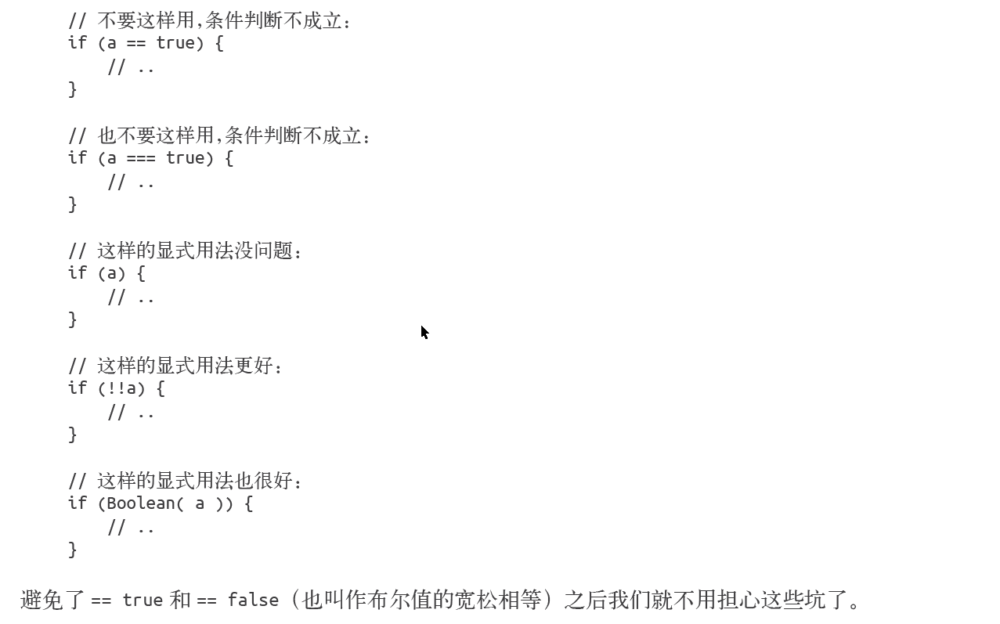 // 不要这样用,条件判断不成立:
if (a == true) {
// ..
}
// 也不要这样用,条件判断不成立:
if (a === true) {
// ..
}
// 这样的显式用法没问题:
if (a) {
// ..
}
// 这样的显式用法更好:
if (!!a) {
// ..
}
// 这样的显式用法也很好:
if (Boolean( a )) {
// ..
}
避免了 == true 和 == false（也叫作布尔值的宽松相等）之后我们就不用担心这些坑了。